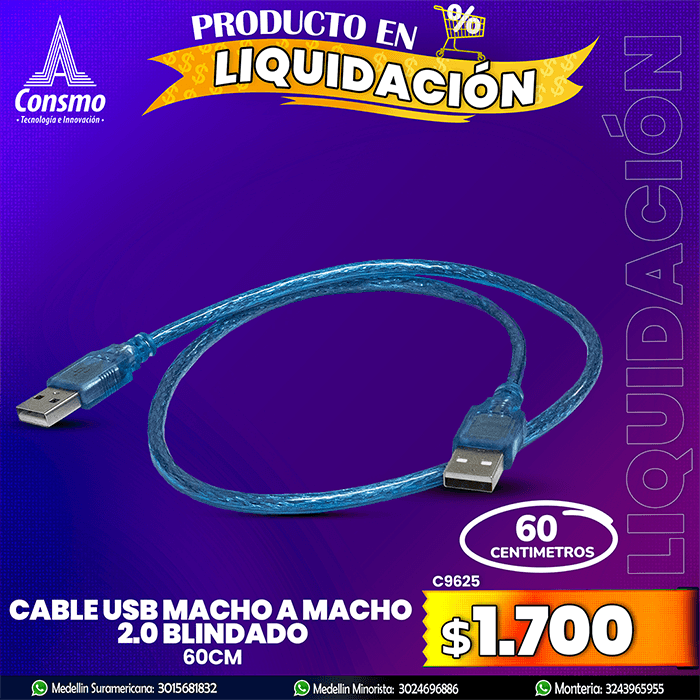 Consmo
• Tecnología e Innovación •
PRODUCTO EN
%
LIQUIDACIÓN
LIQUIDACIÓN
60
CENTIMETROS
C9625
CABLE USB MACHO A MACHO
2.0 BLINDADO
60CM
$1.700
Medellin Suramericana: 3015681832
Medellin Minorista: 3024696886
Monteria: 3243965955